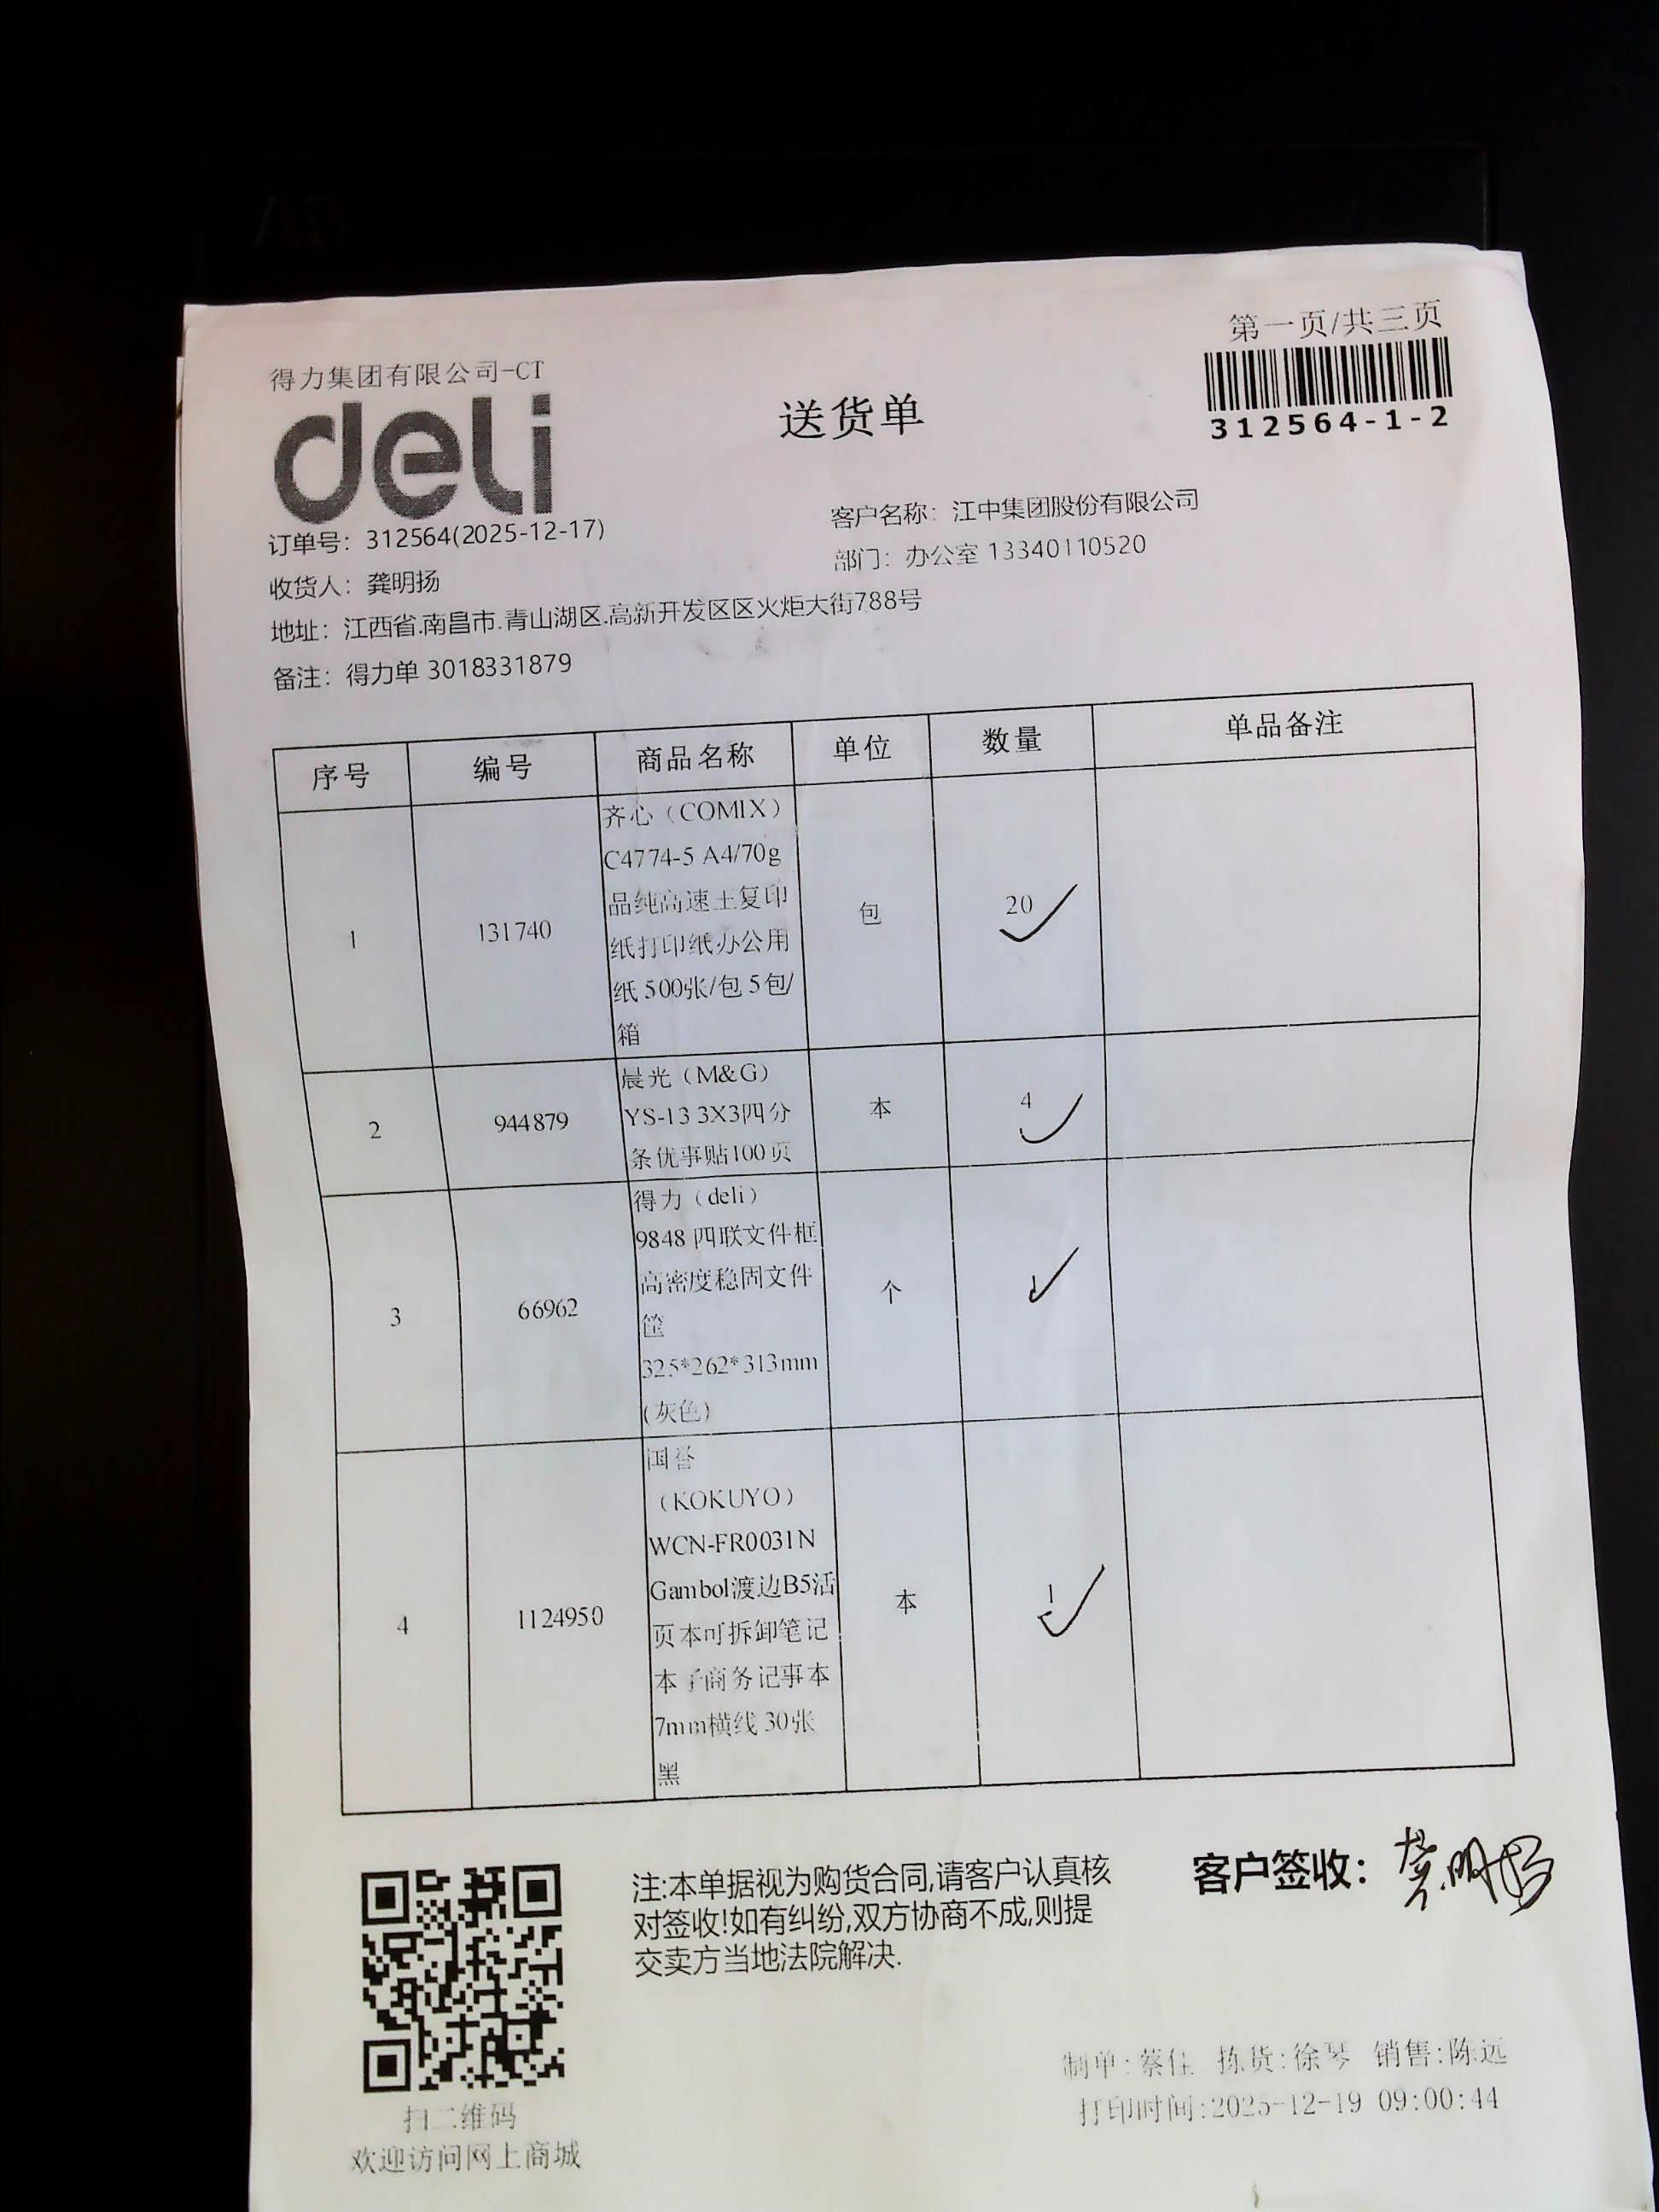 第一页/共三页
得力集团有限公司-CT
deli
送货单
312564-1-2
订单号：312564(2025-12-17)
客户名称：江中集团股份有限公司
收货人：龚明扬
部门：办公室 13340110520
地址：江西省.南昌市.青山湖区.高新开发区区火炬大街788号
备注：得力单 3018331879
序号 编号 商品名称 单位 数量 单品备注
1 131740 包 20
齐心（COMIX）
C4774-5 A4/70g
品纯高速王复印
纸打印纸办公用
纸 500张/包 5包/
箱
2 944879 本 4
晨光（M&G）
YS-13 3X3四分
条优事贴100页
3 66962 个 1
得力（deli）
9848 四联文件框
高密度稳固文件
筐
325*262*313mm
(灰色)
4 1124950 本 1
国誉
（KOKUYO）
WCN-FR0031N
Gambol渡边B5活
页本可拆卸笔记
本子商务记事本
7mm横线 30张
黑
注:本单据视为购货合同,请客户认真核
对签收!如有纠纷,双方协商不成,则提
交卖方当地法院解决.
客户签收：龚明扬
制单:蔡佳 拣货:徐琴 销售:陈远
打印时间:2025-12-19 09:00:44
扫二维码
欢迎访问网上商城